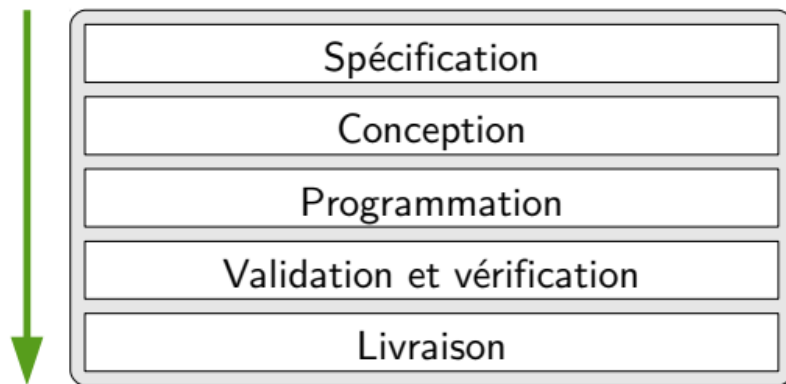 Spécification
Conception
Programmation
Validation et vérification
Livraison